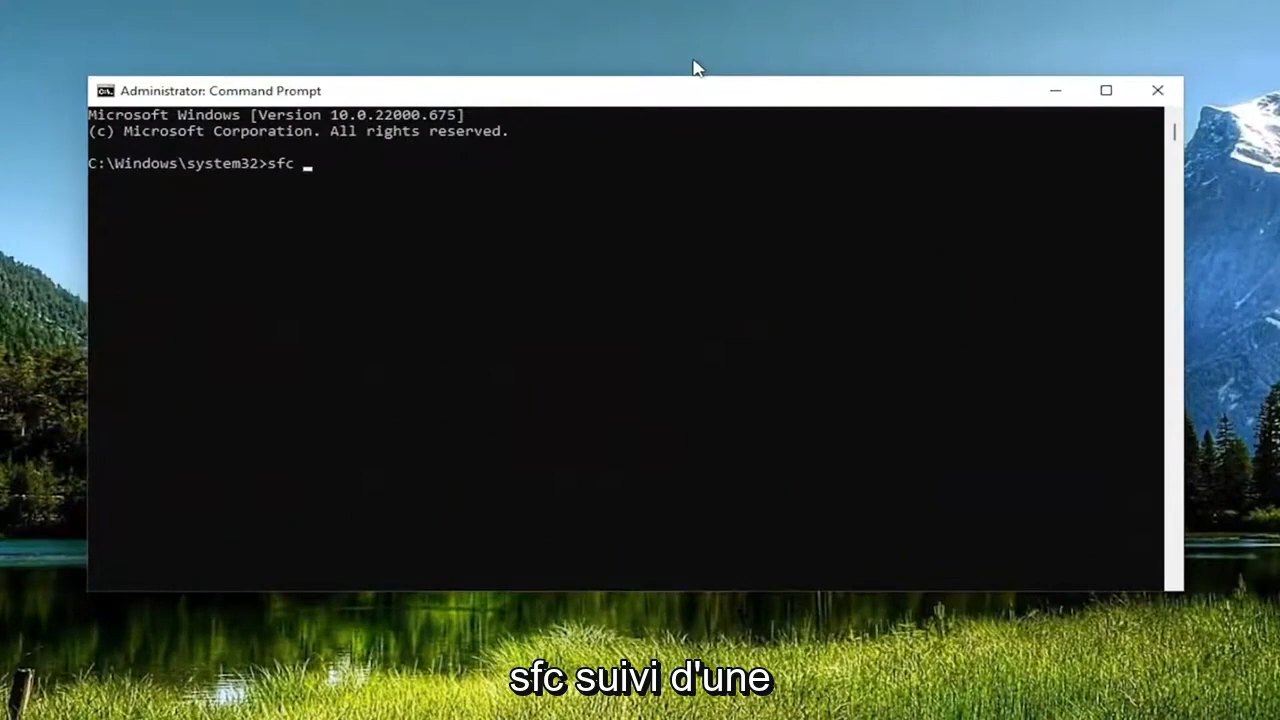 Administrator: Command Prompt
Microsoft Windows [Version 10.0.22000.675]
(c) Microsoft Corporation. All rights reserved.
C:\Windows\system32>sfc
sfc suivi d'une